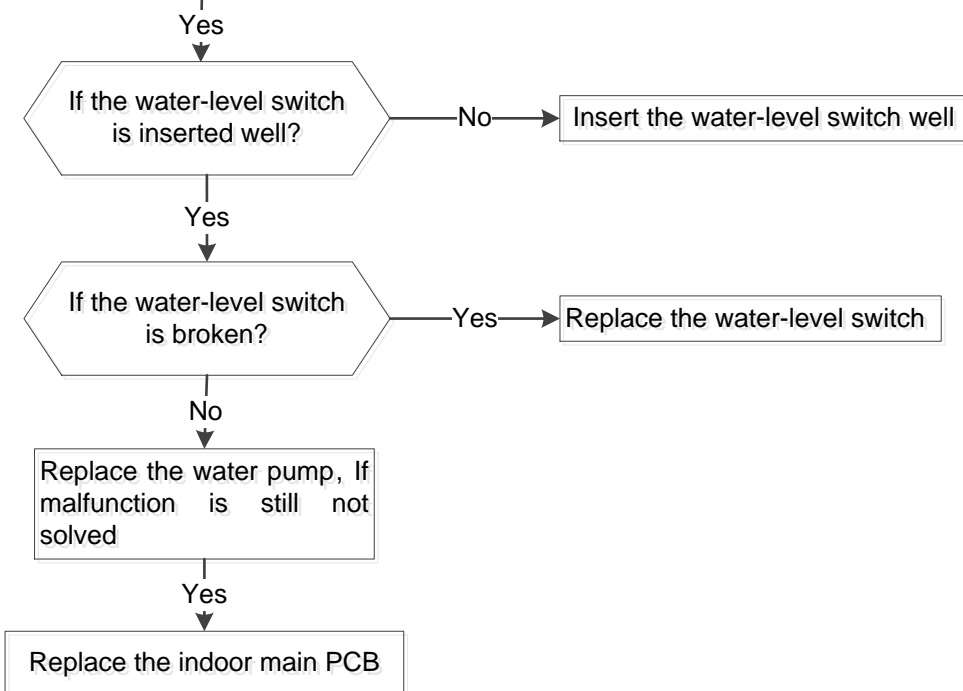 Yes
If the water-level switch
is inserted well?
No
Insert the water-level switch well
Yes
If the water-level switch
is broken?
Yes
Replace the water-level switch
No
Replace the water pump, If
malfunction is still not
solved
Yes
Replace the indoor main PCB